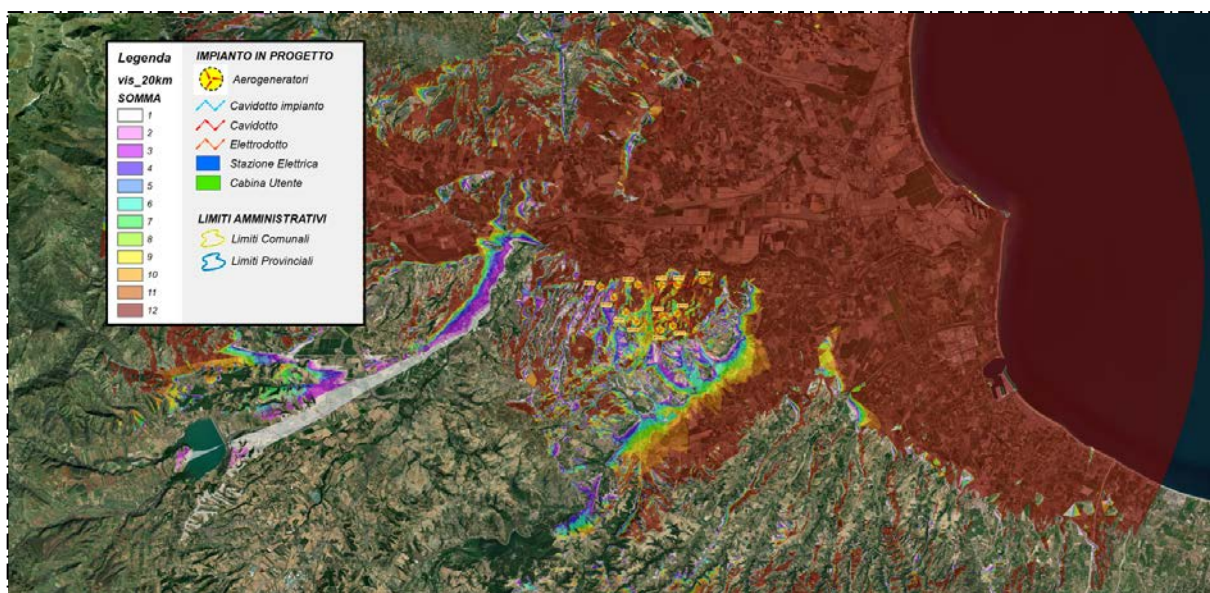 Legenda
vis_20km
SOMMA
1
2
3
4
5
6
7
8
9
10
11
12
IMPIANTO IN PROGETTO
Aerogeneratori
Cavidotto impianto
Cavidotto
Elettrodotto
Stazione Elettrica
Cabina Utente
LIMITI AMMINISTRATIVI
Limiti Comunali
Limiti Provinciali